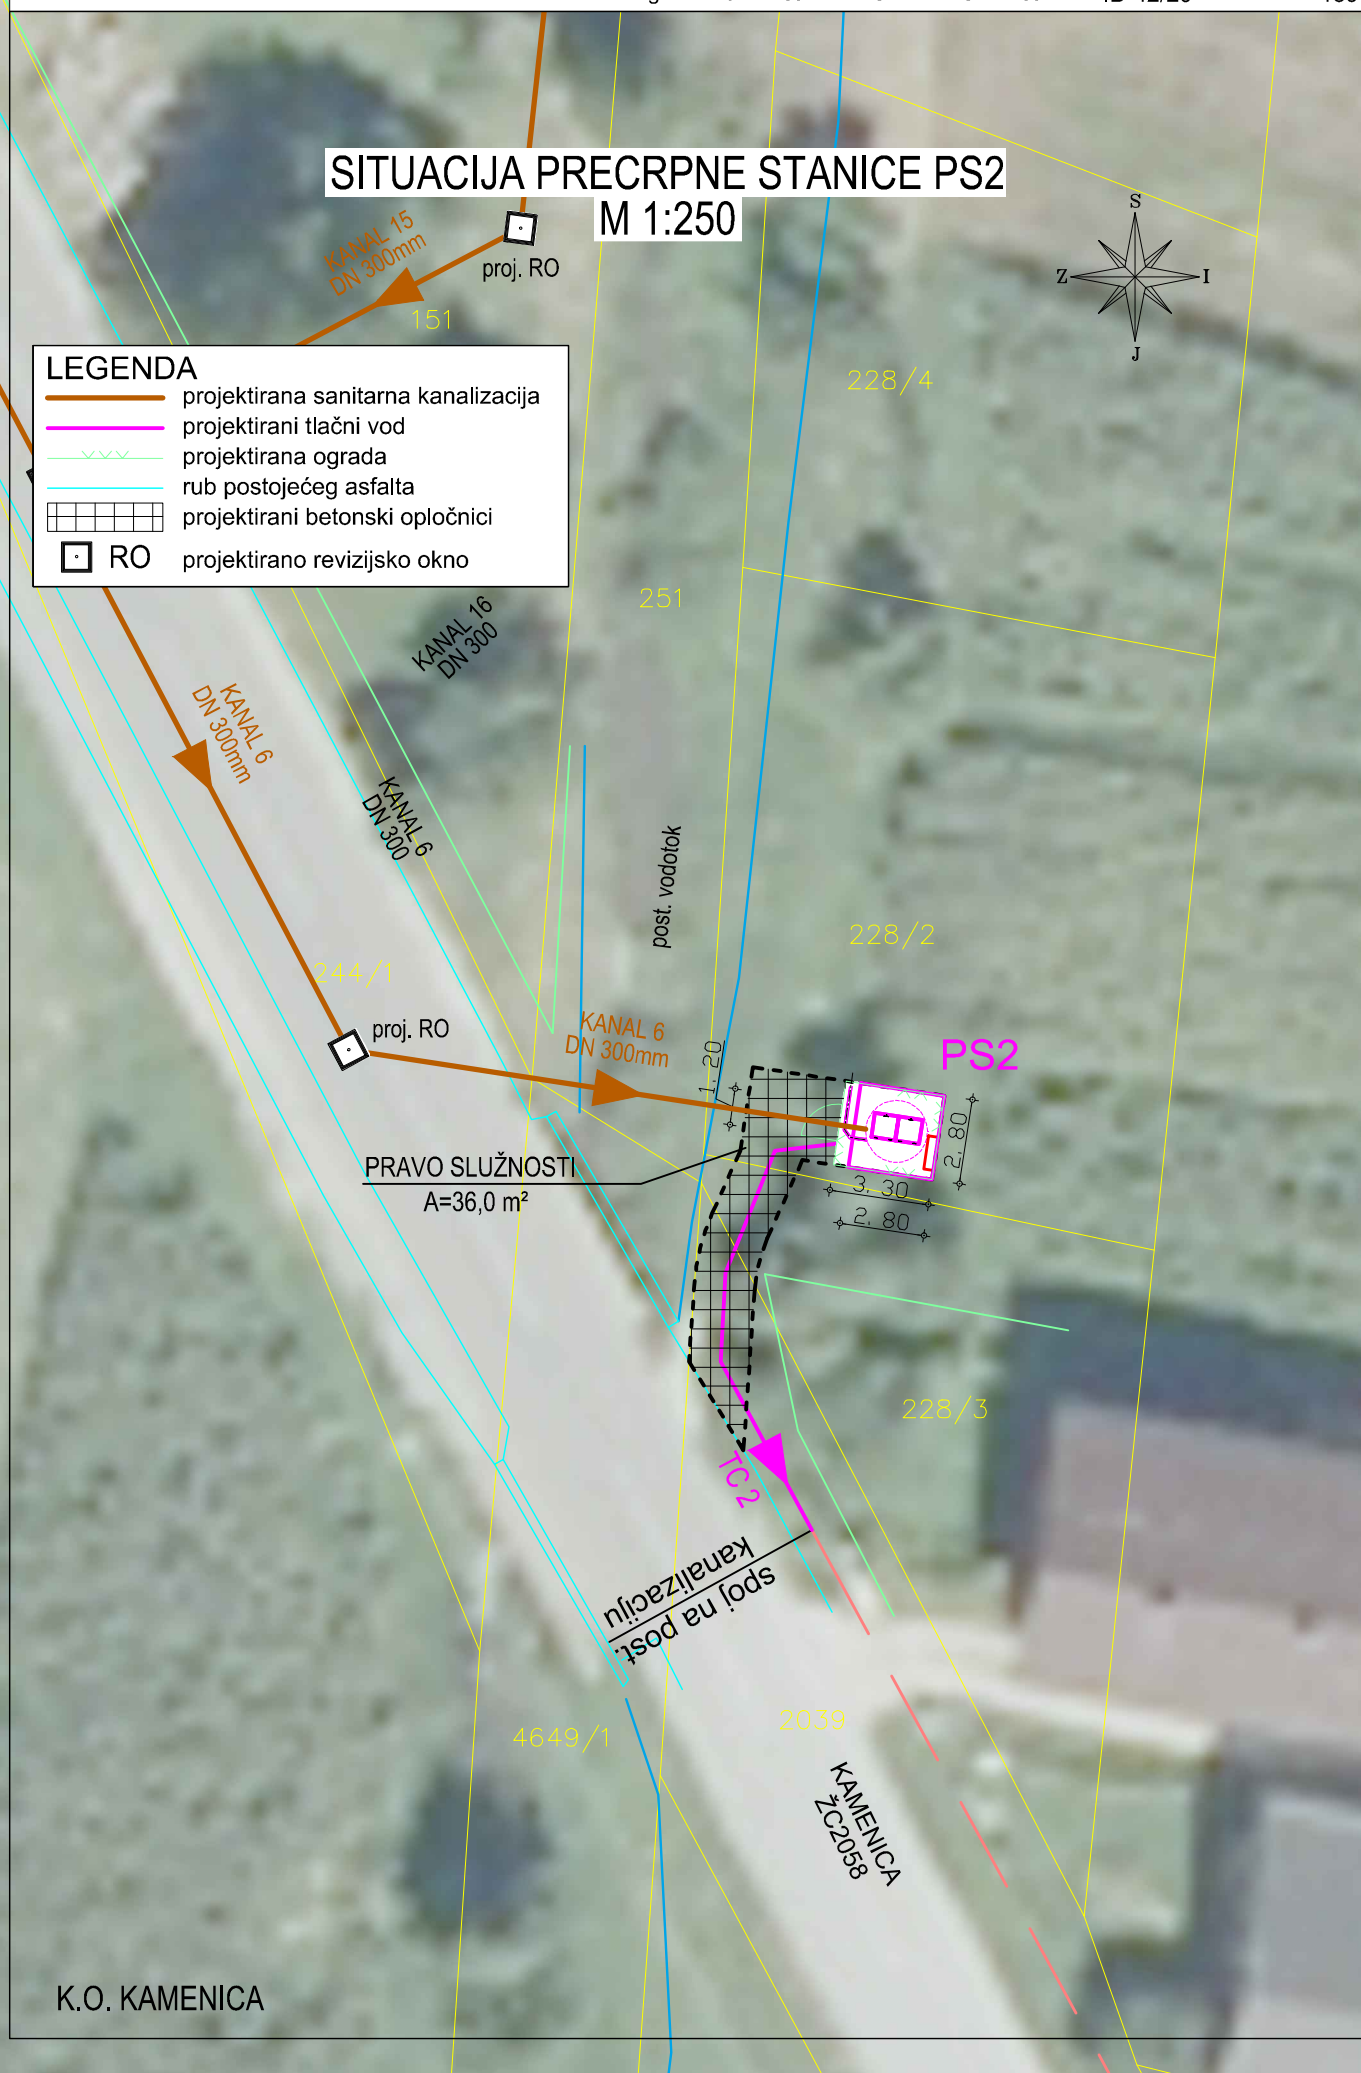 SITUACIJA PRECRPNE STANICE PS2
M 1:250
S
Z
I
J
KANAL 15
DN 300mm
proj. RO
151
228/4
LEGENDA
projektirana sanitarna kanalizacija
projektirani tlačni vod
projektirana ograda
rub postojećeg asfalta
projektirani betonski opločnici
RO projektirano revizijsko okno
251
KANAL 16
DN 300
KANAL 6
DN 300mm
KANAL 6
DN 300
post. vodotok
228/2
244/1
proj. RO
KANAL 6
DN 300mm
1.20
PS2
2.80
3.30
2.80
PRAVO SLUŽNOSTI
A=36,0 m²
228/3
TC 2
spoj na post.
kanalizaciju
4649/1
2039
KAMENICA
ŽC2058
K.O. KAMENICA